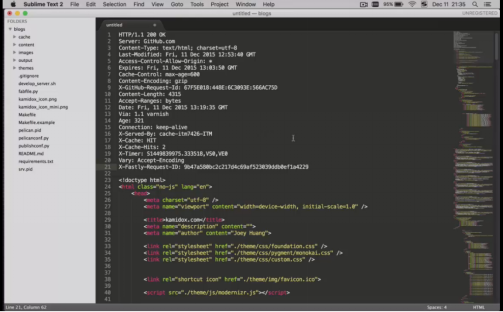 Sublime Text 2 File Edit Selection Find View Goto Tools Project Window Help 95% Dec 11 21:35
untitled — blogs
UNREGISTERED
FOLDERS
blogs
cache
content
images
output
themes
.gitignore
develop_server.sh
fabfile.py
kamidox_icon.png
kamidox_icon_mini.png
Makefile
Makefile.example
pelican.pid
pelicanconf.py
publishconf.py
README.md
requirements.txt
srv.pid
untitled
1 HTTP/1.1 200 OK
2 Server: GitHub.com
3 Content-Type: text/html; charset=utf-8
4 Last-Modified: Fri, 11 Dec 2015 12:53:40 GMT
5 Access-Control-Allow-Origin: *
6 Expires: Fri, 11 Dec 2015 13:03:50 GMT
7 Cache-Control: max-age=600
8 Content-Encoding: gzip
9 X-GitHub-Request-Id: 67F5E018:448E:6C3093E:566AC75D
10 Content-Length: 4315
11 Accept-Ranges: bytes
12 Date: Fri, 11 Dec 2015 13:19:35 GMT
13 Via: 1.1 varnish
14 Age: 321
15 Connection: keep-alive
16 X-Served-By: cache-itm7426-ITM
17 X-Cache: HIT
18 X-Cache-Hits: 2
19 X-Timer: S1449839975.333518,VS0,VE0
20 Vary: Accept-Encoding
21 X-Fastly-Request-ID: 9b47a580bc2c217d4c69af523039ddb0ef1a4229
22
23 <!doctype html>
24 <html class="no-js" lang="en">
25 <head>
26 <meta charset="utf-8" />
27 <meta name="viewport" content="width=device-width, initial-scale=1.0" />
28
29 <title>kamidox.com</title>
30 <meta name="description" content="">
31 <meta name="author" content="Joey Huang">
32
33 <link rel="stylesheet" href="./theme/css/foundation.css" />
34 <link rel="stylesheet" href="./theme/css/pygment/monokai.css" />
35 <link rel="stylesheet" href="./theme/css/custom.css" />
36
37
38 <link rel="shortcut icon" href="./theme/img/favicon.ico">
39
40 <script src="./theme/js/modernizr.js"></script>
Line 21, Column 62
Spaces: 4
HTML